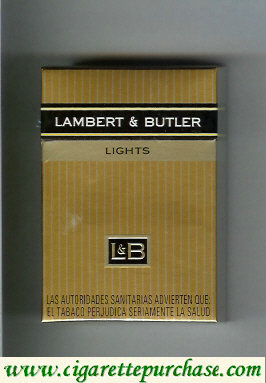 LAMBERT & BUTLER
LIGHTS
L&B
LAS AUTORIDADES SANITARIAS ADVIERTEN QUE:
EL TABACO PERJUDICA SERIAMENTE LA SALUD
www.cigarettepurchase.com